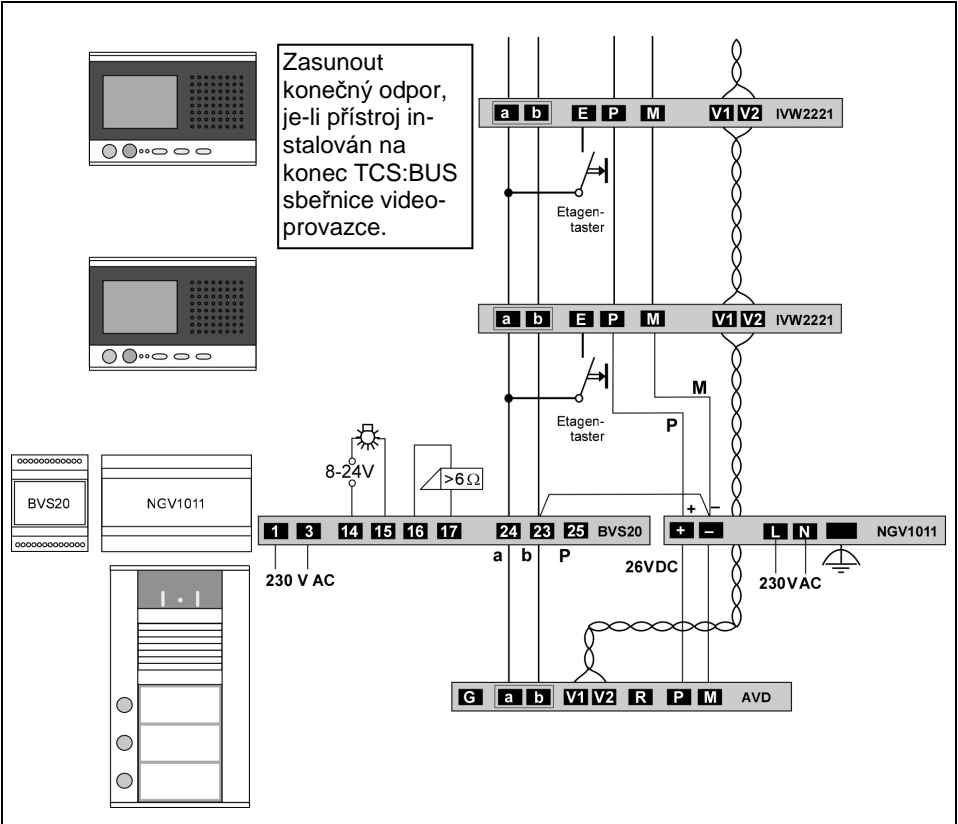 Zasunout
konečný odpor,
je-li přístroj in-
stalován na
konec TCS:BUS
sběrnice video-
provazce.
a b E P M V1 V2 IVW2221
Etagen-
taster
a b E P M V1 V2 IVW2221
Etagen-
taster
M
P
8-24V
>6Ω
BVS20
NGV1011
+ –
1 3 14 15 16 17 24 23 25 BVS20
+ – L N NGV1011
a b P
230 V AC
26VDC
230VAC
G a b V1 V2 R P M AVD